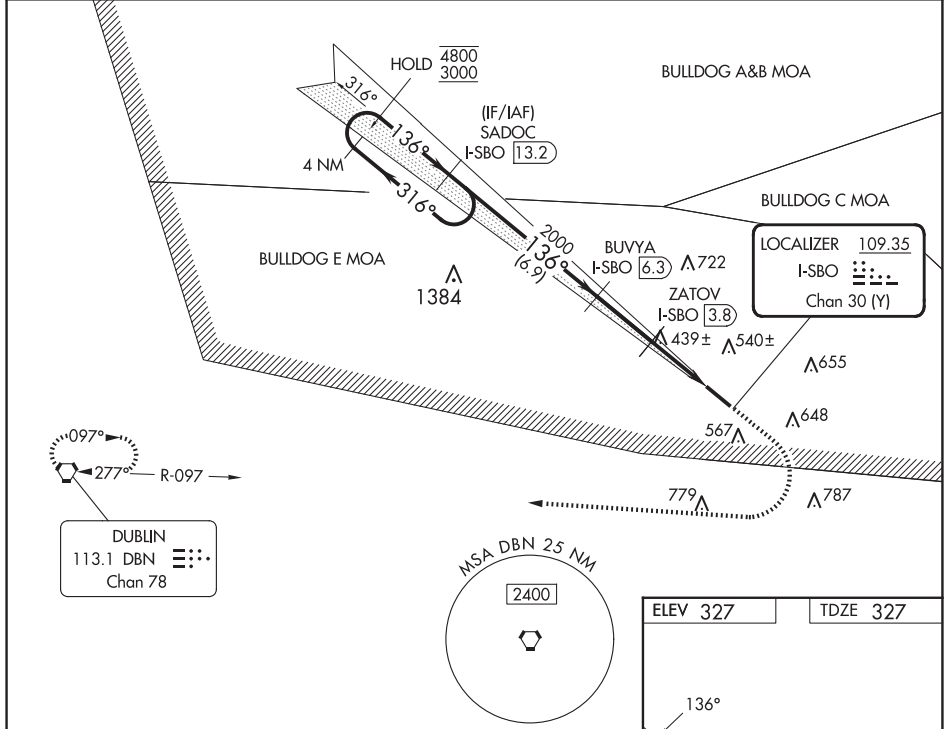 HOLD 4800
3000
BULLDOG A&B MOA
316°
(IF/IAF)
SADOC
I-SBO 13.2
136°
4 NM
316°
BULLDOG C MOA
2000
136°
(6.9)
BUVYA
I-SBO 6.3
722
LOCALIZER 109.35
I-SBO
Chan 30 (Y)
BULLDOG E MOA
1384
ZATOV
I-SBO 3.8
439±
540±
655
648
567
097°
277°
R-097
779
787
DUBLIN
113.1 DBN
Chan 78
MSA DBN 25 NM
2400
ELEV 327
TDZE 327
136°